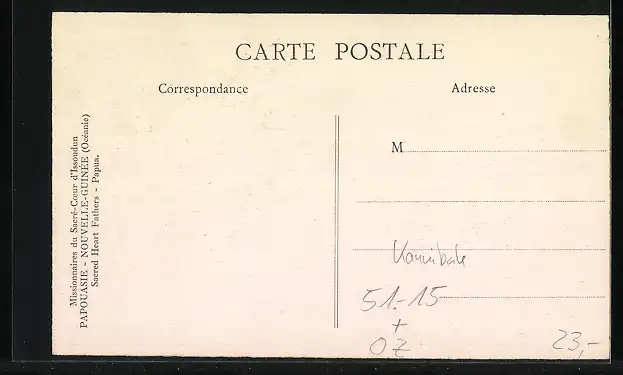 CARTE POSTALE
Correspondance
Adresse
Missionnaires du Sacré-Cœur d'Issoudun
PAPOUASIE - NOUVELLE-GUINÉE (Océanie)
Sacred Heart Fathers - Papua.
M
Kannibale
51.-15
+
OZ
23,-